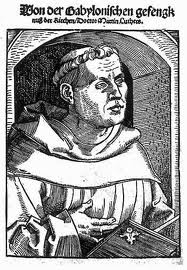 Von der Babylonischen gefengk
nuß der Kirchen/Doctor Martin Luthers.